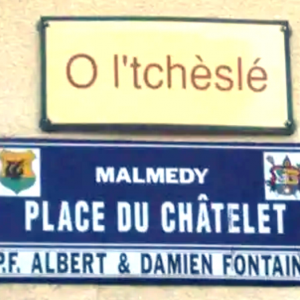 O l'tchèslé
MALMEDY
PLACE DU CHÂTELET
P.F. ALBERT & DAMIEN FONTAIN